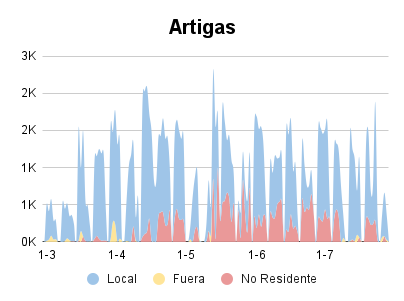 Artigas
3K
2K
2K
1K
1K
0K
1-3
1-4
1-5
1-6
1-7
Local
Fuera
No Residente